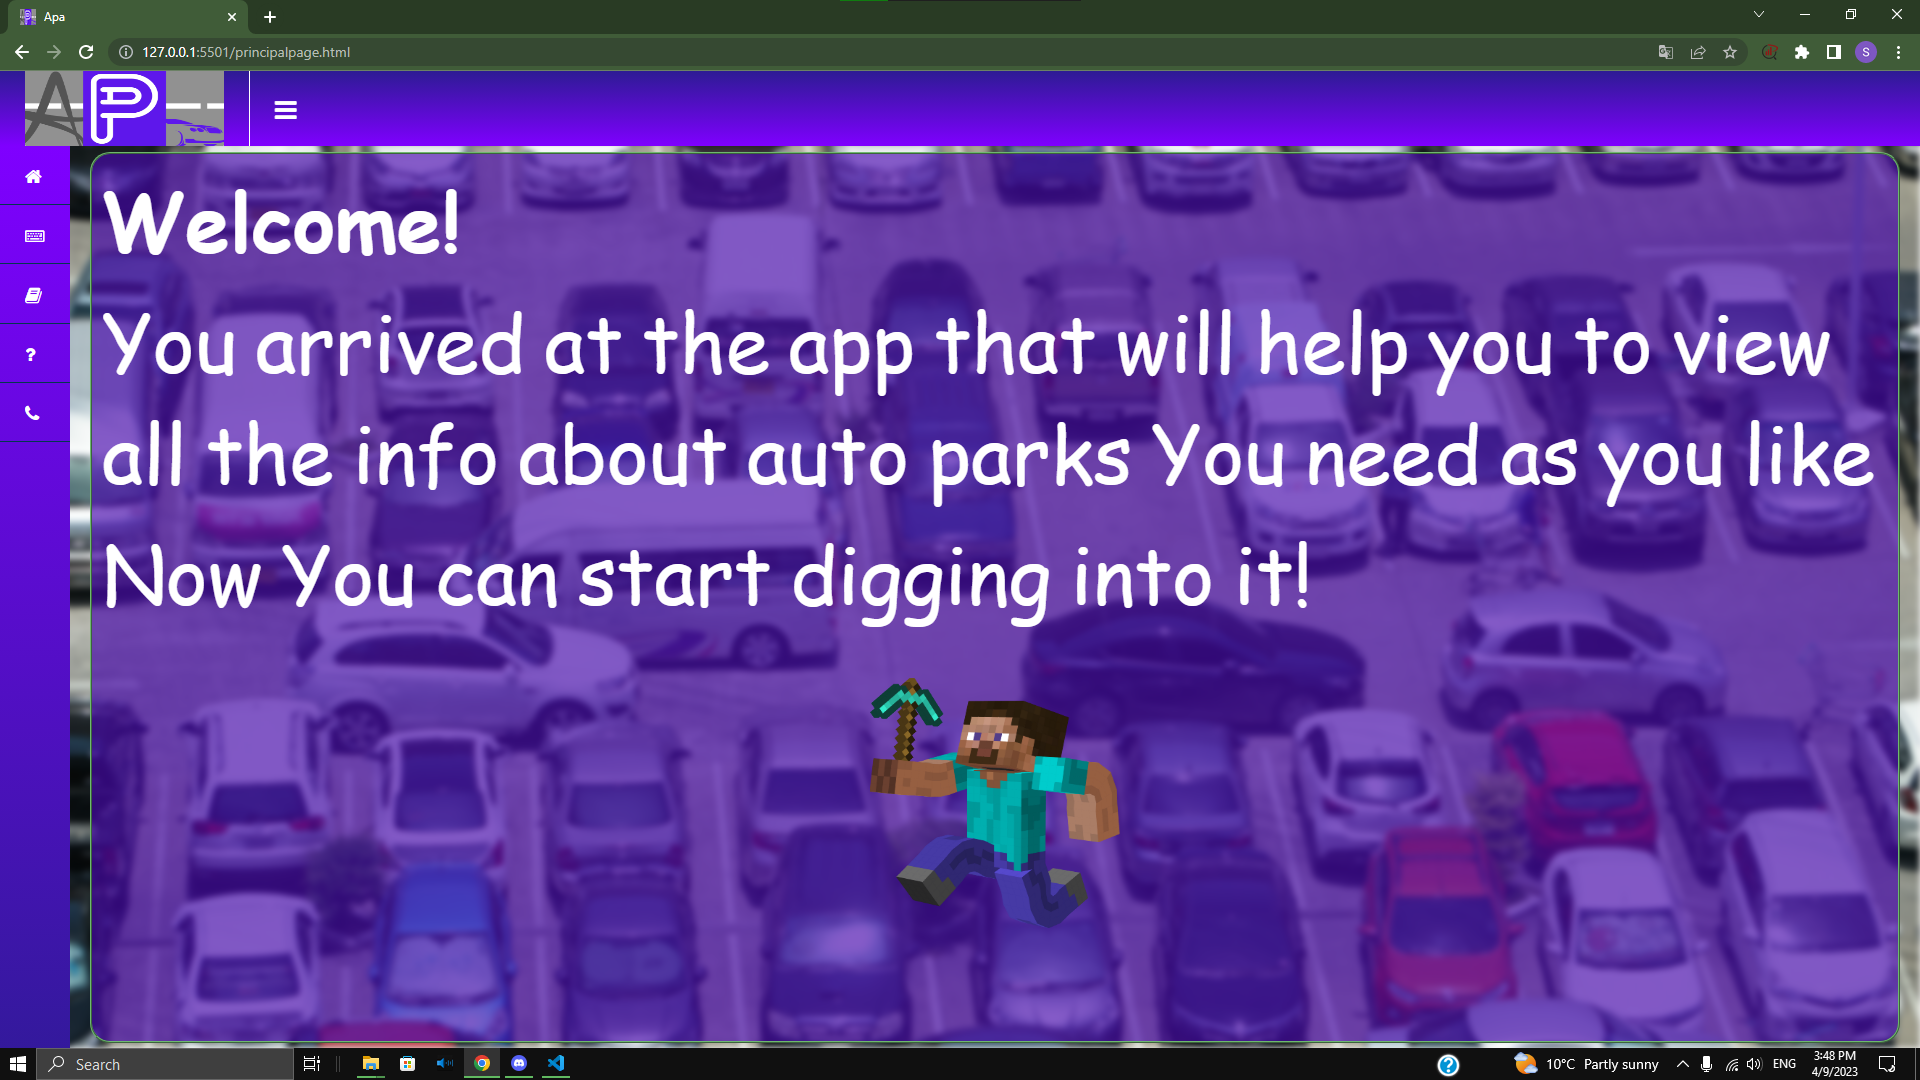 Apa
127.0.0.1:5501/principalpage.html
S
AP
Welcome!
You arrived at the app that will help you to view
all the info about auto parks You need as you like
Now You can start digging into it!
?
Search
?
10°C Partly sunny
ENG
3:48 PM
4/9/2023